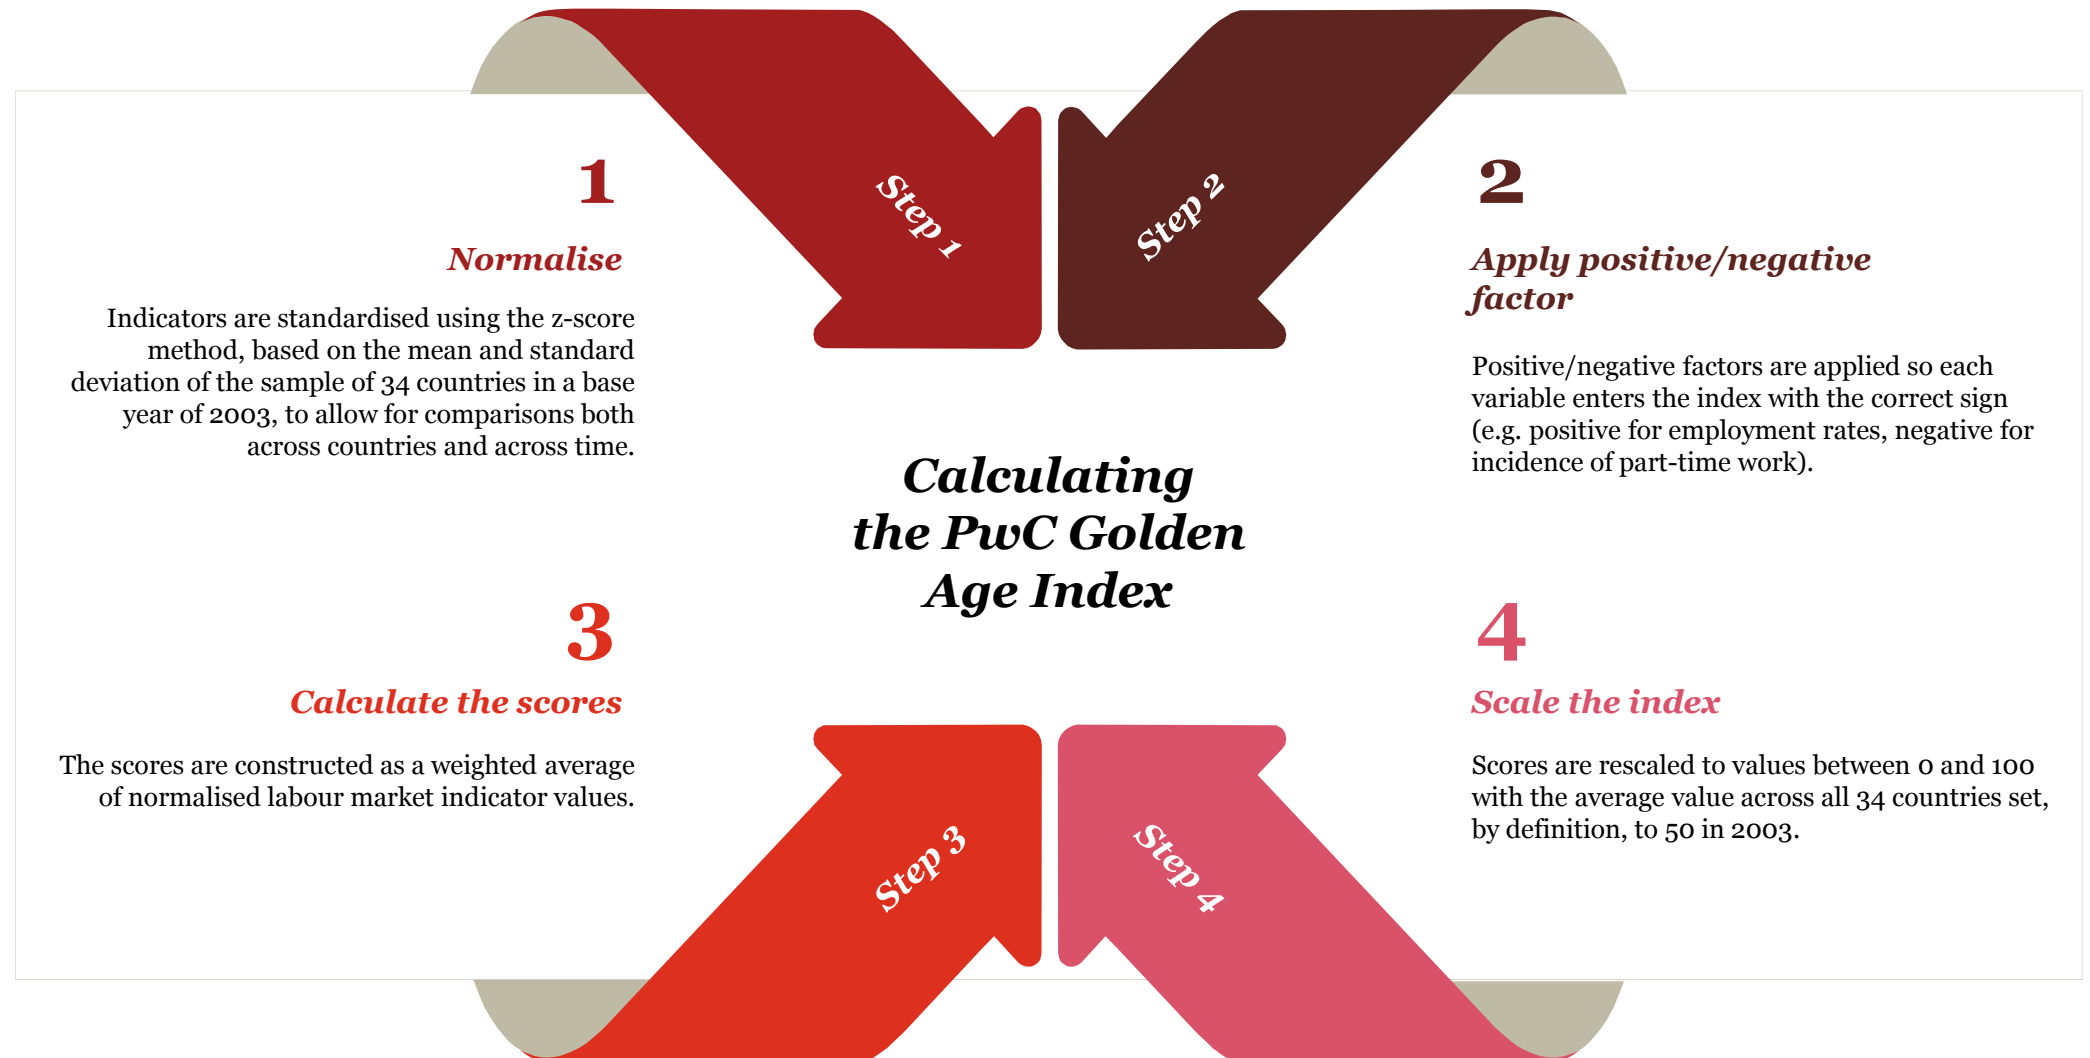 1
Normalise
Indicators are standardised using the z-score
method, based on the mean and standard
deviation of the sample of 34 countries in a base
year of 2003, to allow for comparisons both
across countries and across time.
Step 1
Step 2
2
Apply positive/negative
factor
Positive/negative factors are applied so each
variable enters the index with the correct sign
(e.g. positive for employment rates, negative for
incidence of part-time work).
Calculating
the PwC Golden
Age Index
3
Calculate the scores
The scores are constructed as a weighted average
of normalised labour market indicator values.
Step 3
Step 4
4
Scale the index
Scores are rescaled to values between 0 and 100
with the average value across all 34 countries set,
by definition, to 50 in 2003.